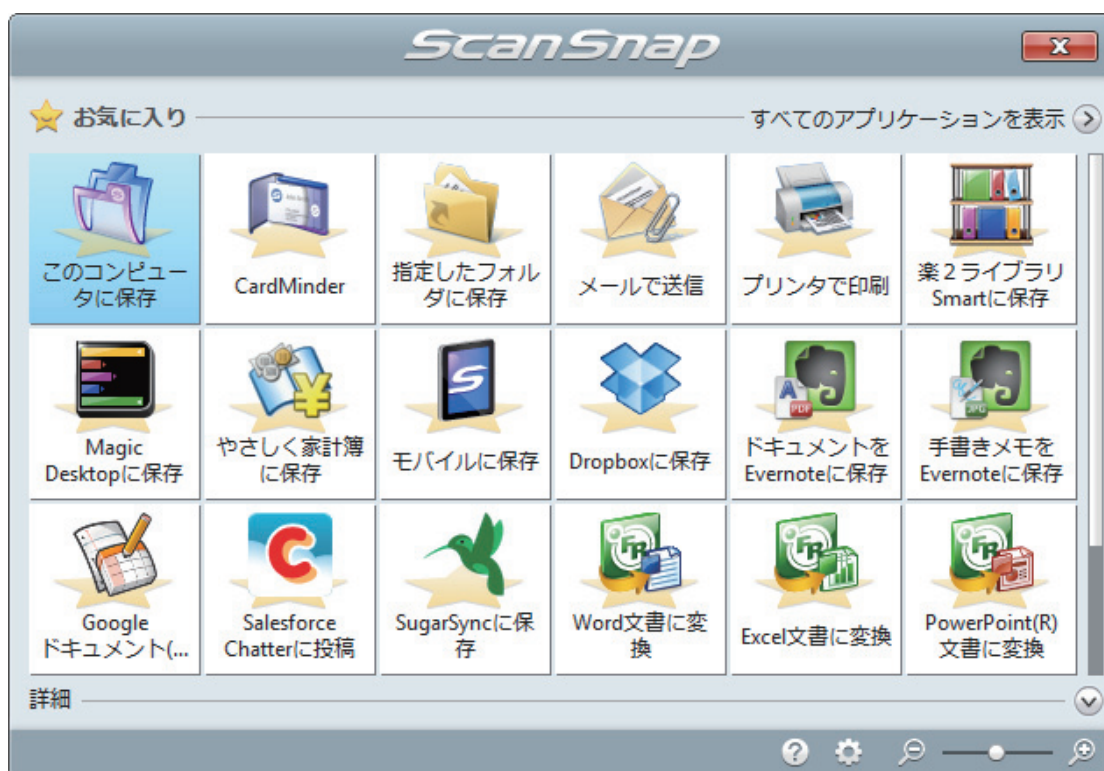 ScanSnap
お気に入り
すべてのアプリケーションを表示
このコンピュー
タに保存
CardMinder
指定したフォル
ダに保存
メールで送信
プリンタで印刷
楽2ライブラリ
Smartに保存
Magic
Desktopに保存
やさしく家計簿
に保存
モバイルに保存
Dropboxに保存
ドキュメントを
Evernoteに保存
手書きメモを
Evernoteに保存
Google
ドキュメント(...
Salesforce
Chatterに投稿
SugarSyncに保
存
Word文書に変
換
Excel文書に変換
PowerPoint(R)
文書に変換
詳細